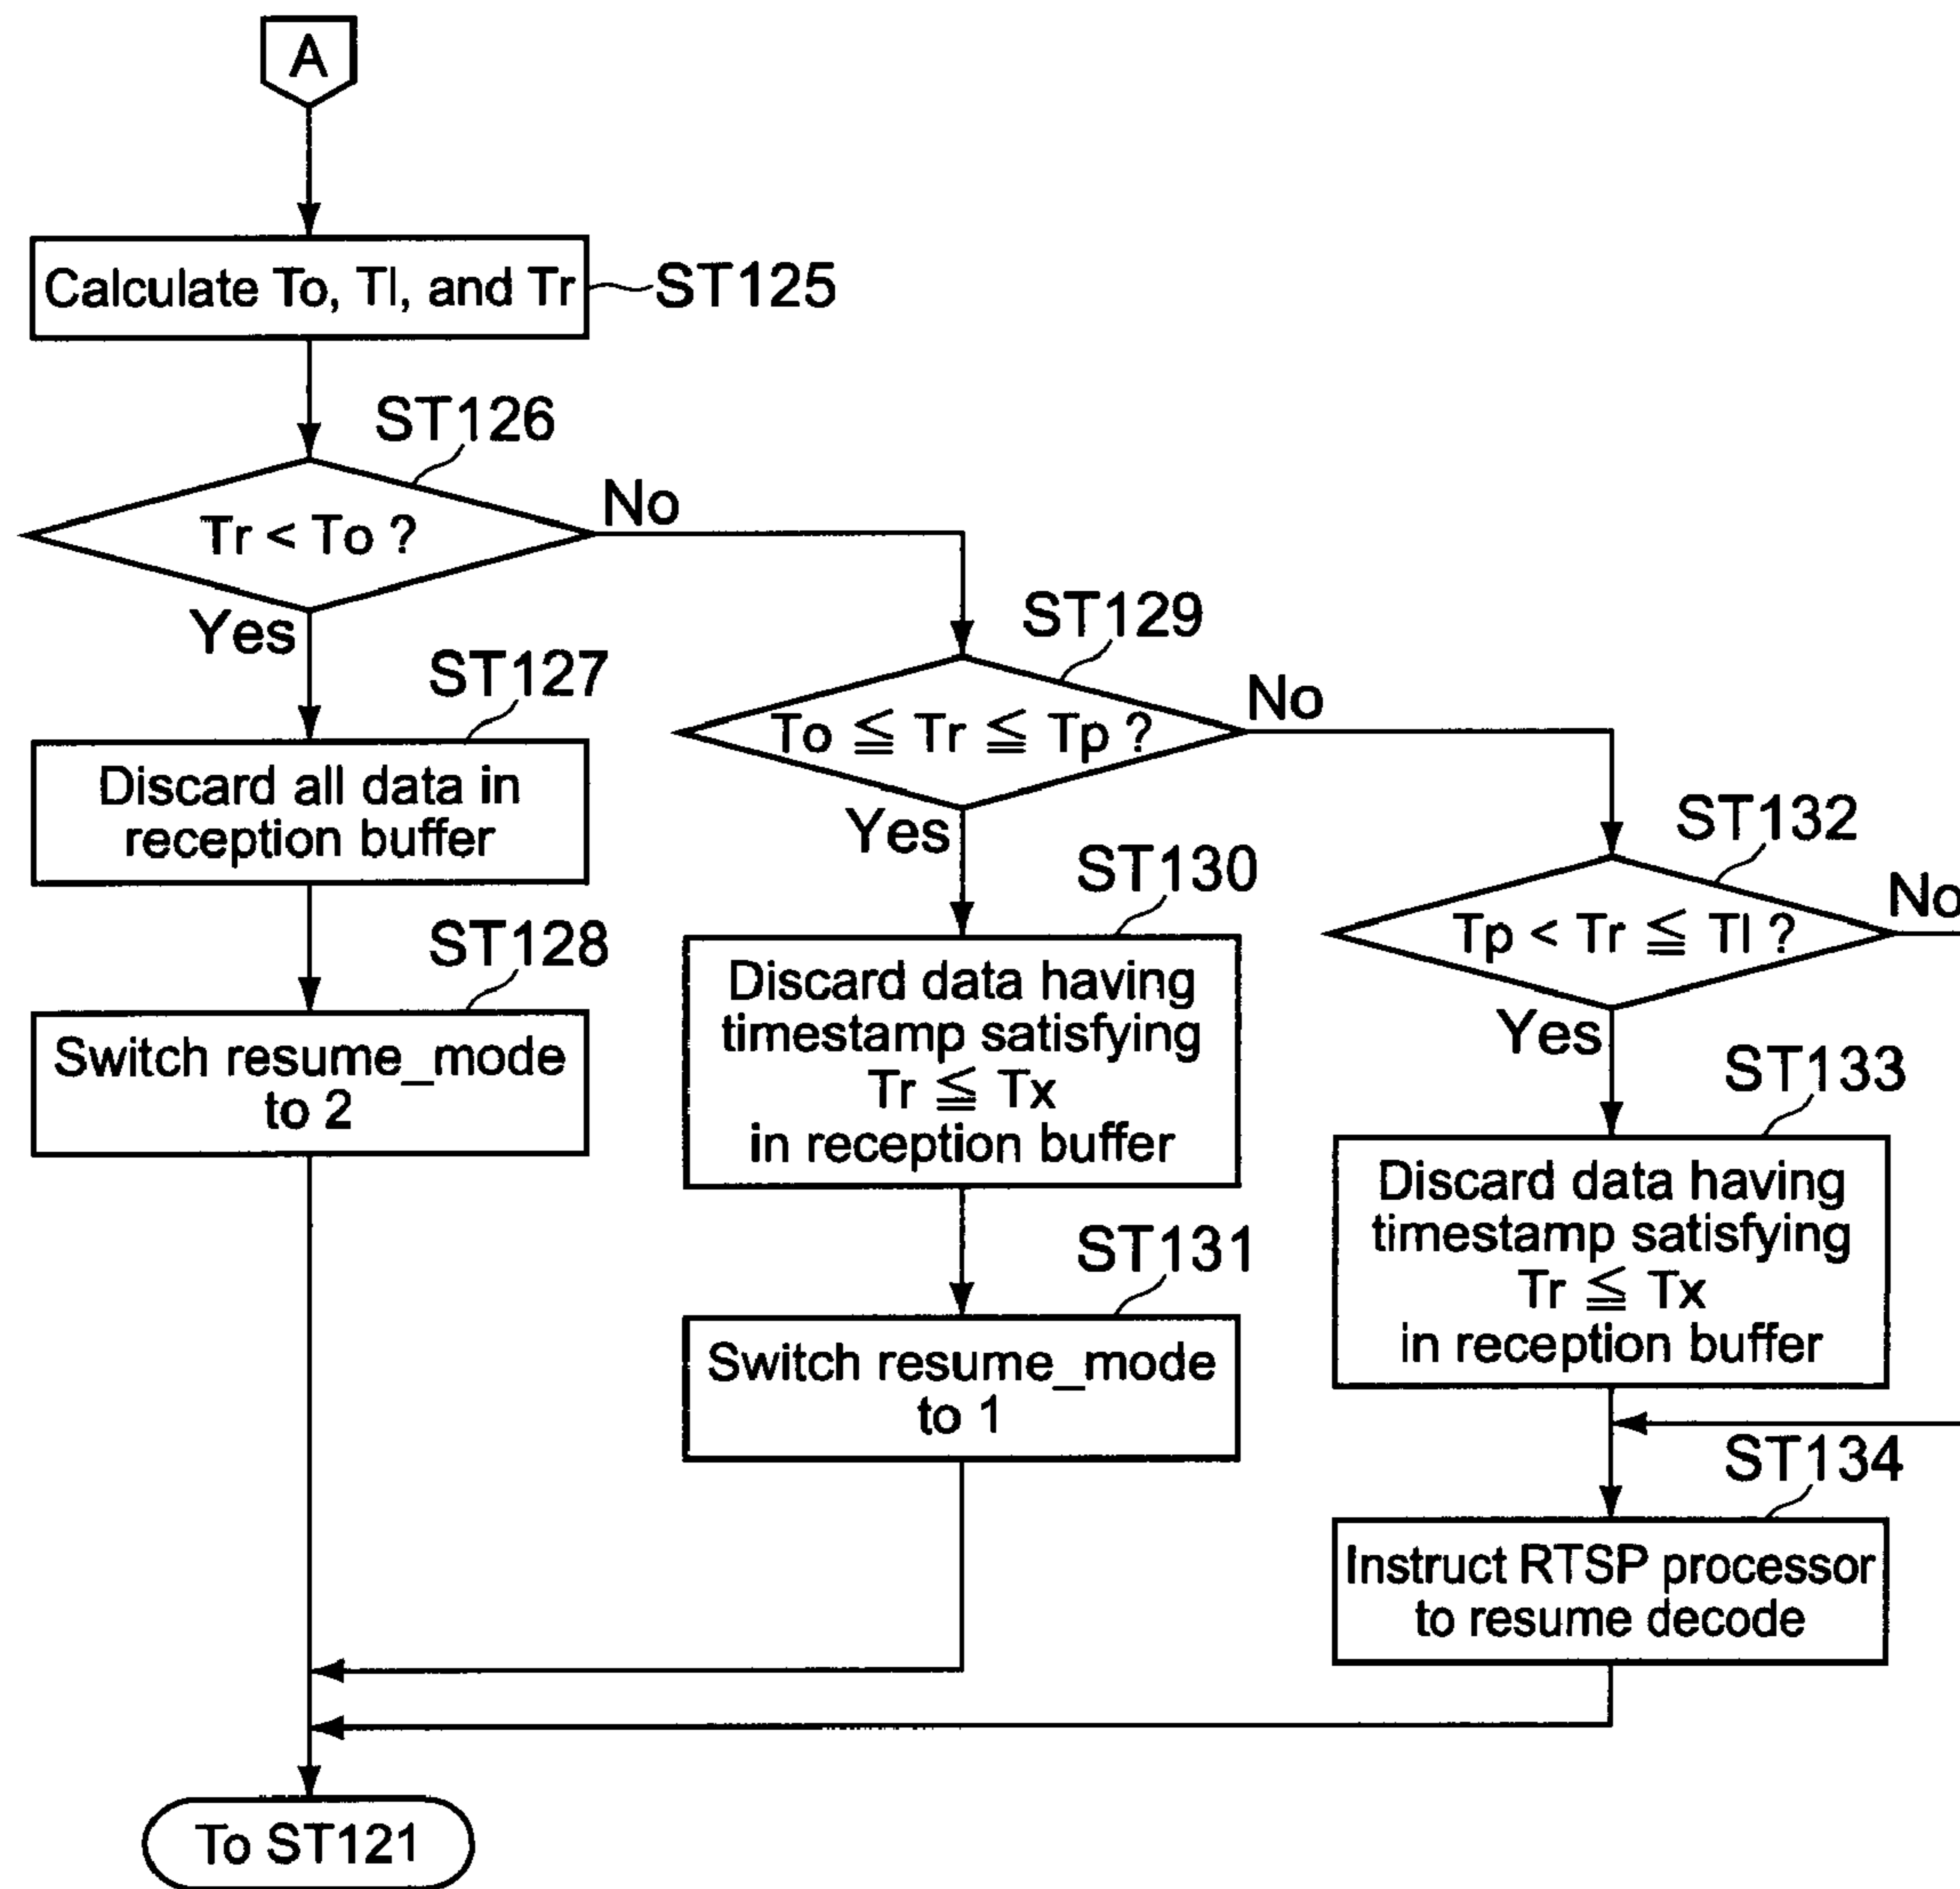 A
Calculate To, Tl, and Tr
ST125
ST126
Tr < To ?
No
Yes
ST127
Discard all data in
reception buffer
ST128
Switch resume_mode
to 2
ST129
To ≦ Tr ≦ Tp ?
No
Yes
ST130
Discard data having
timestamp satisfying
Tr ≦ Tx
in reception buffer
ST131
Switch resume_mode
to 1
ST132
Tp < Tr ≦ Tl ?
No
Yes
ST133
Discard data having
timestamp satisfying
Tr ≦ Tx
in reception buffer
ST134
Instruct RTSP processor
to resume decode
To ST121